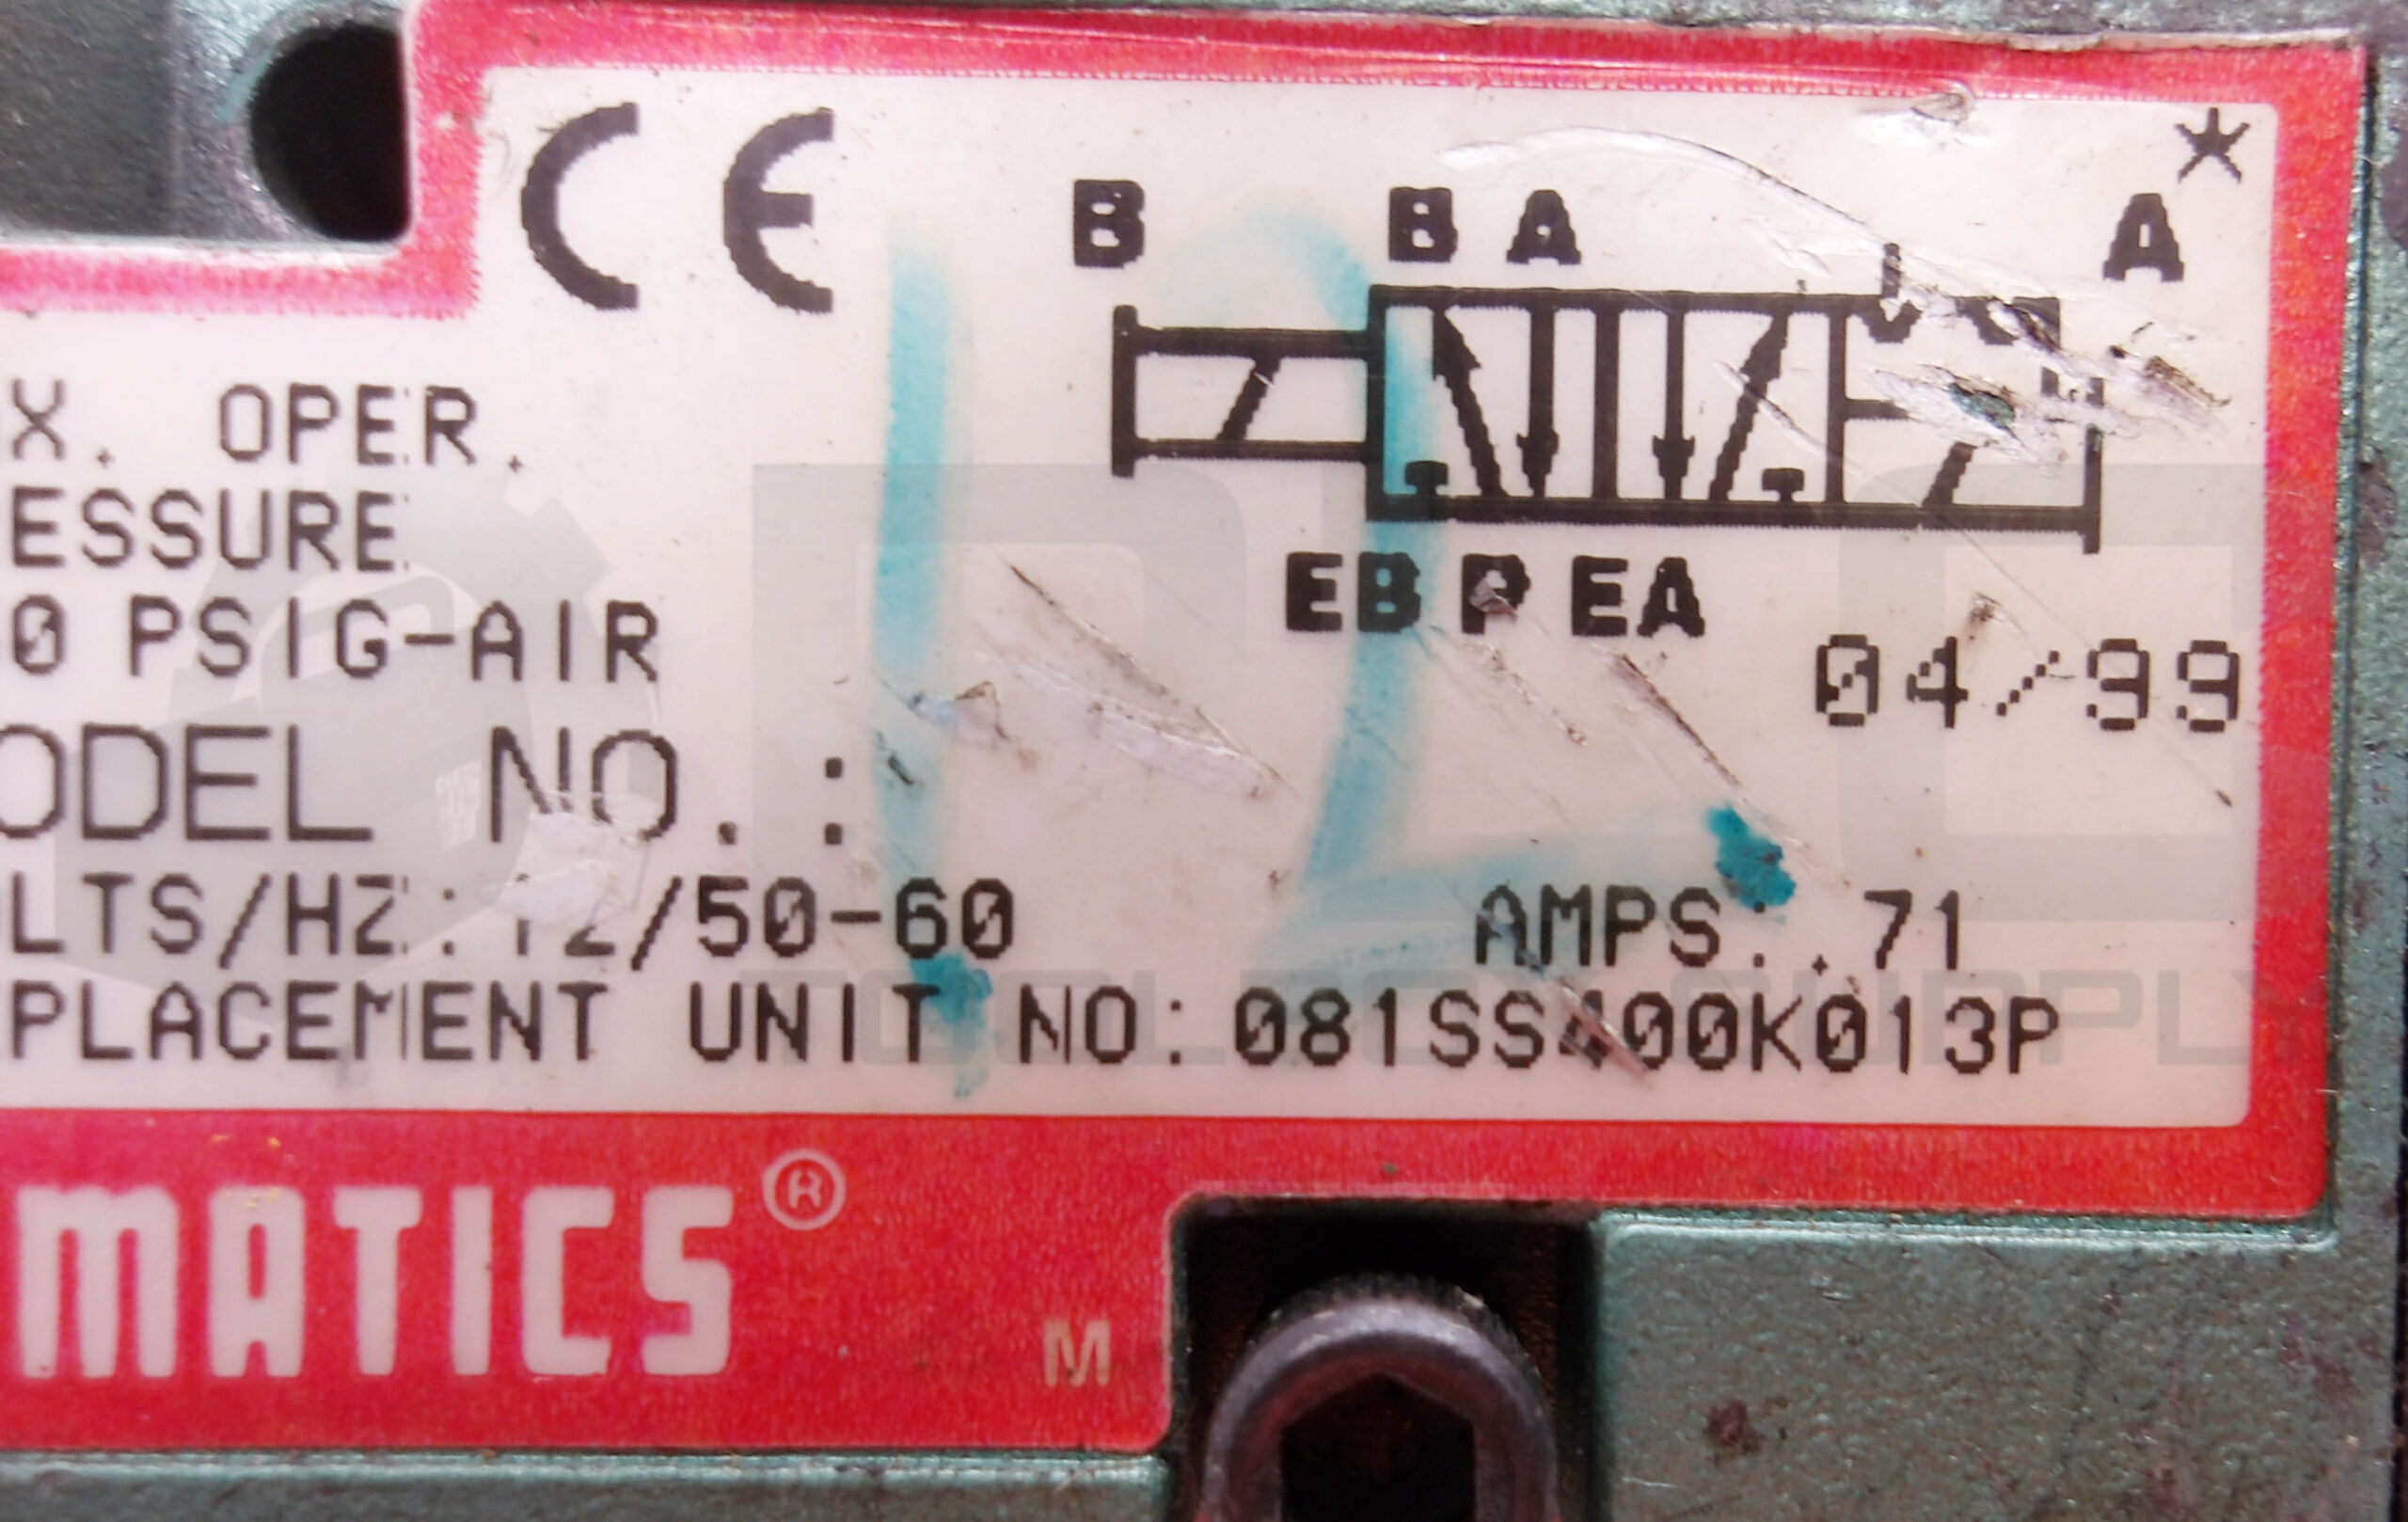 CE
*
B BA A
X. OPER.
ESSURE
0 PSIG-AIR
EB P EA
04/99
ODEL NO. :
LTS/HZ: 12/50-60 AMPS: .71
PLACEMENT UNIT NO: 081SS400K013P
MATICS®
M